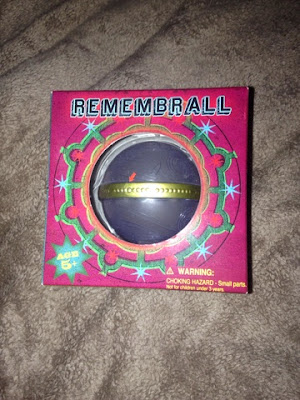 REMEMBRALL
AGE
5+
WARNING:
CHOKING HAZARD - Small parts.
Not for children under 3 years.